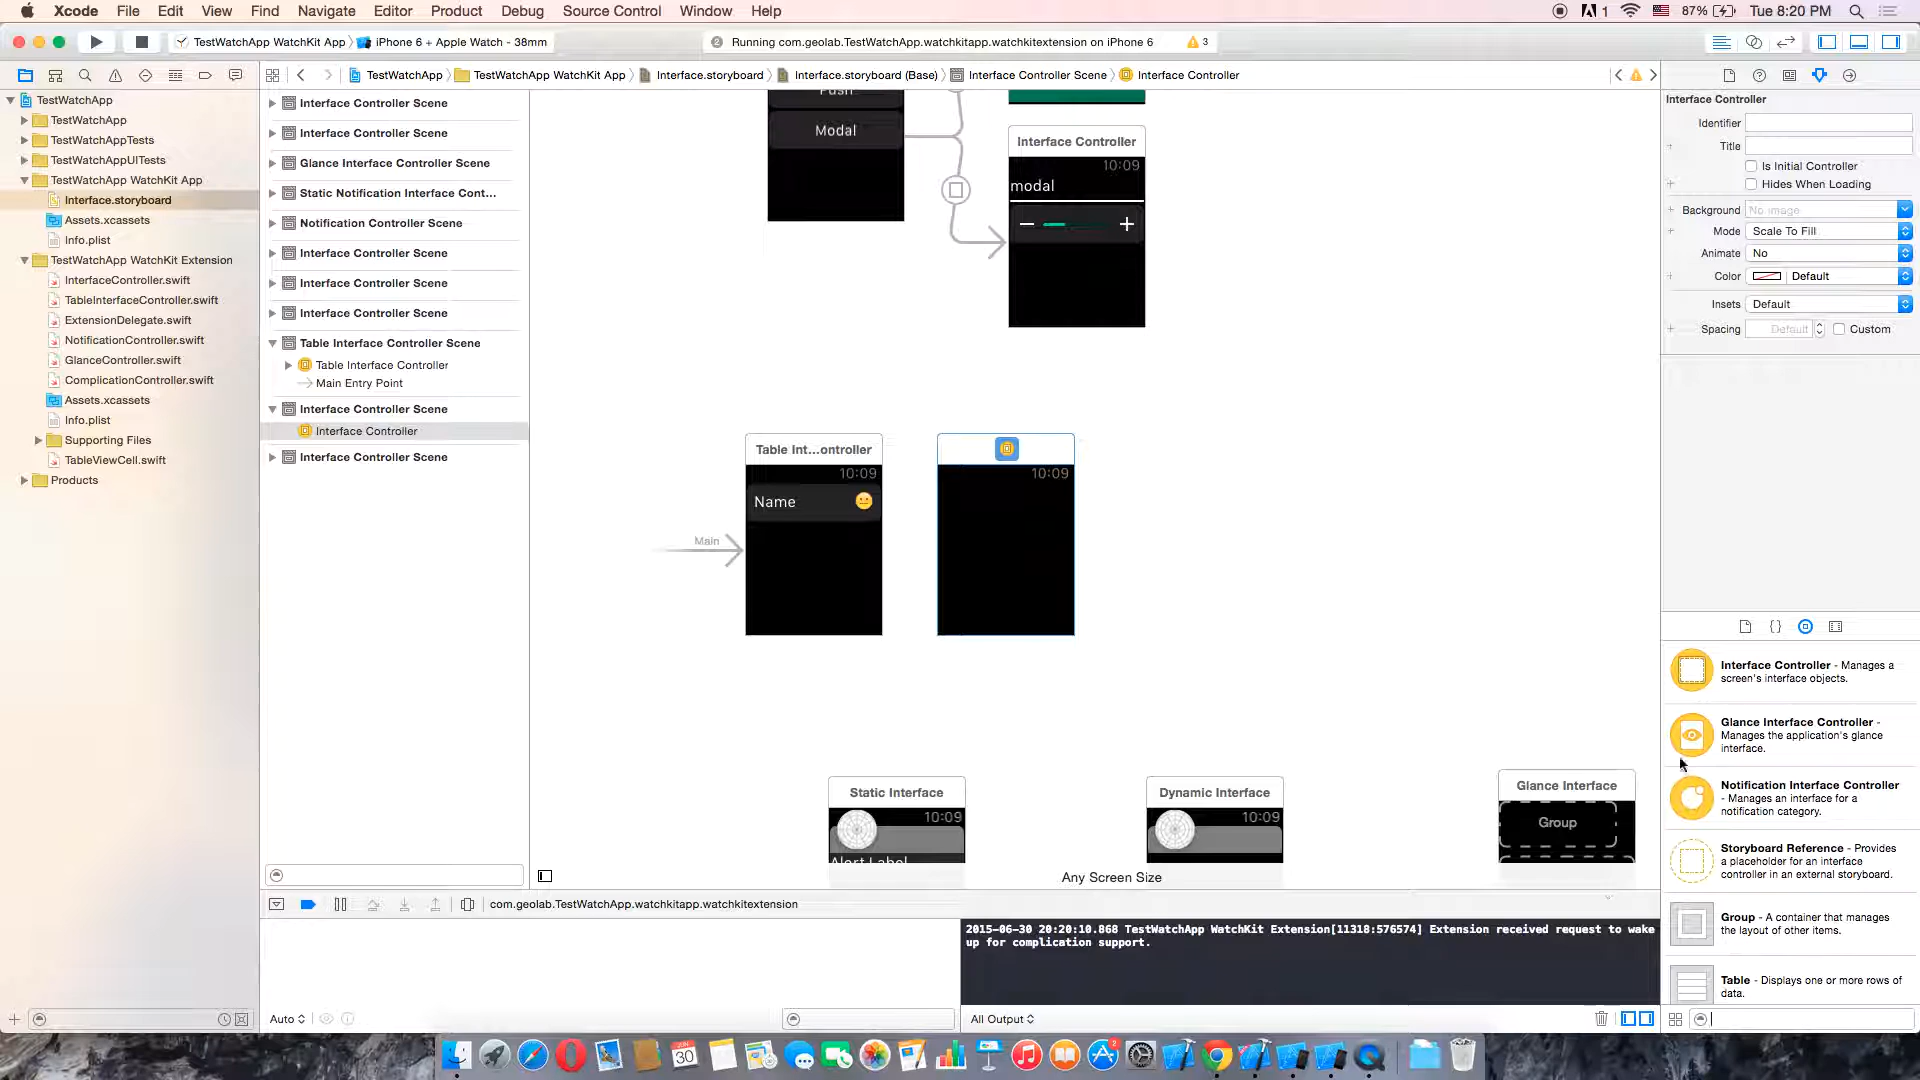 Xcode File Edit View Find Navigate Editor Product Debug Source Control Window Help
1 87% Tue 8:20 PM
TestWatchApp WatchKit App iPhone 6 + Apple Watch - 38mm
2 Running com.geolab.TestWatchApp.watchkitapp.watchkitextension on iPhone 6 3
TestWatchApp TestWatchApp WatchKit App Interface.storyboard Interface.storyboard (Base) Interface Controller Scene Interface Controller
TestWatchApp
TestWatchApp
TestWatchAppTests
TestWatchAppUITests
TestWatchApp WatchKit App
Interface.storyboard
Assets.xcassets
Info.plist
TestWatchApp WatchKit Extension
InterfaceController.swift
TableInterfaceController.swift
ExtensionDelegate.swift
NotificationController.swift
GlanceController.swift
ComplicationController.swift
Assets.xcassets
Info.plist
Supporting Files
TableViewCell.swift
Products
Interface Controller Scene
Interface Controller Scene
Glance Interface Controller Scene
Static Notification Interface Cont...
Notification Controller Scene
Interface Controller Scene
Interface Controller Scene
Interface Controller Scene
Table Interface Controller Scene
Table Interface Controller
Main Entry Point
Interface Controller Scene
Interface Controller
Interface Controller Scene
Push
Modal
Interface Controller
10:09
modal
Main
Table Int...ontroller
10:09
Name
10:09
Static Interface
10:09
Alert Label
Dynamic Interface
10:09
Glance Interface
Group
Any Screen Size
com.geolab.TestWatchApp.watchkitapp.watchkitextension
2015-06-30 20:20:10.868 TestWatchApp WatchKit Extension[11318:576574] Extension received request to wake
up for complication support.
Auto
All Output
Interface Controller
Identifier
Title
Is Initial Controller
Hides When Loading
Background No image
Mode Scale To Fill
Animate No
Color Default
Insets Default
Spacing Default Custom
Interface Controller - Manages a
screen's interface objects.
Glance Interface Controller -
Manages the application's glance
interface.
Notification Interface Controller
- Manages an interface for a
notification category.
Storyboard Reference - Provides
a placeholder for an interface
controller in an external storyboard.
Group - A container that manages
the layout of other items.
Table - Displays one or more rows of
data.
JUN
30
2